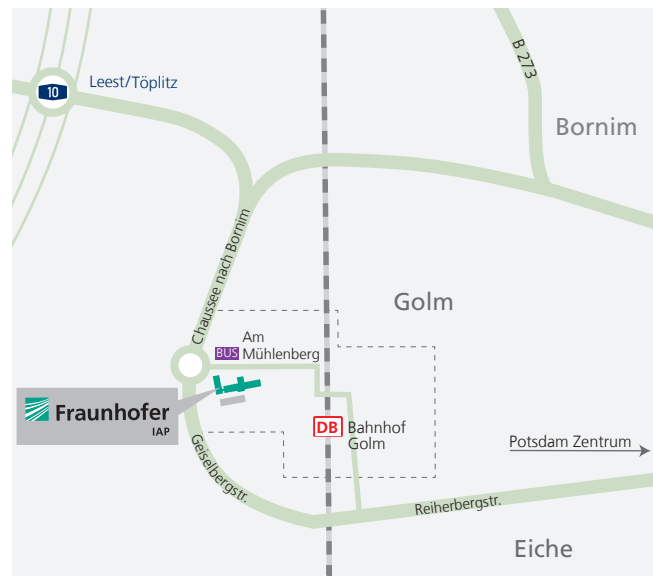 10
Leest/Töplitz
B 273
Bornim
Chaussee nach Bornim
Golm
BUS
Am
Mühlenberg
Fraunhofer
IAP
DB
Bahnhof
Golm
Geiselbergstr.
Potsdam Zentrum
Reiherbergstr.
Eiche